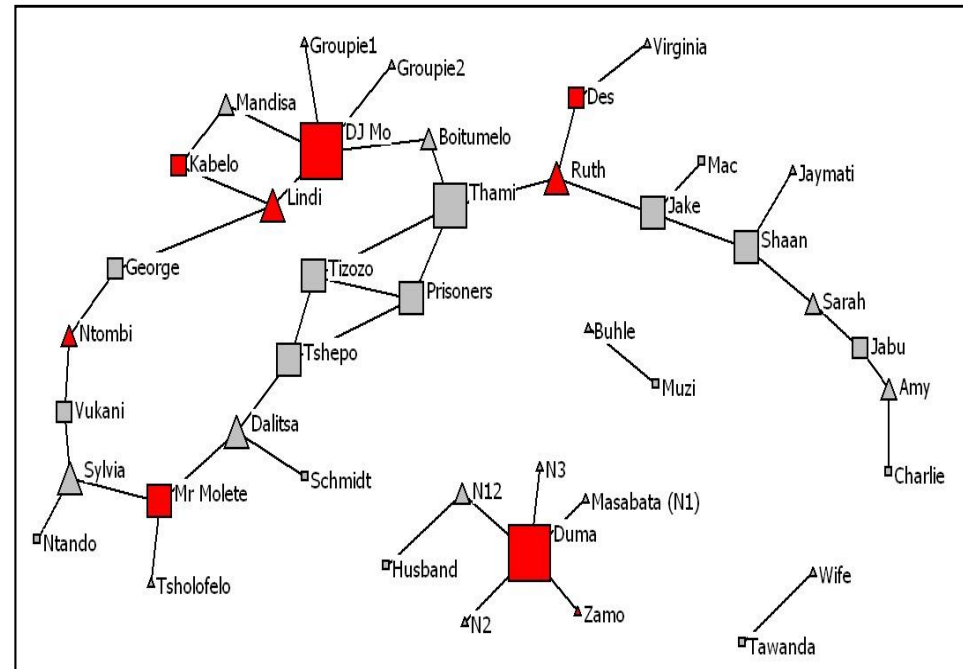 Groupie1
Virginia
Groupie2
Mandisa
Des
DJ Mo
Boitumelo
Kabelo
Ruth
Mac
Jaymati
Lindi
Thami
Jake
Shaan
George
Tizozo
Prisoners
Sarah
Ntombi
Buhle
Tshepo
Jabu
Muzi
Amy
Vukani
Dalitsa
Sylvia
Schmidt
N3
Charlie
Mr Molete
N12
Masabata (N1)
Ntando
Duma
Husband
Tsholofelo
Wife
N2
Zamo
Tawanda